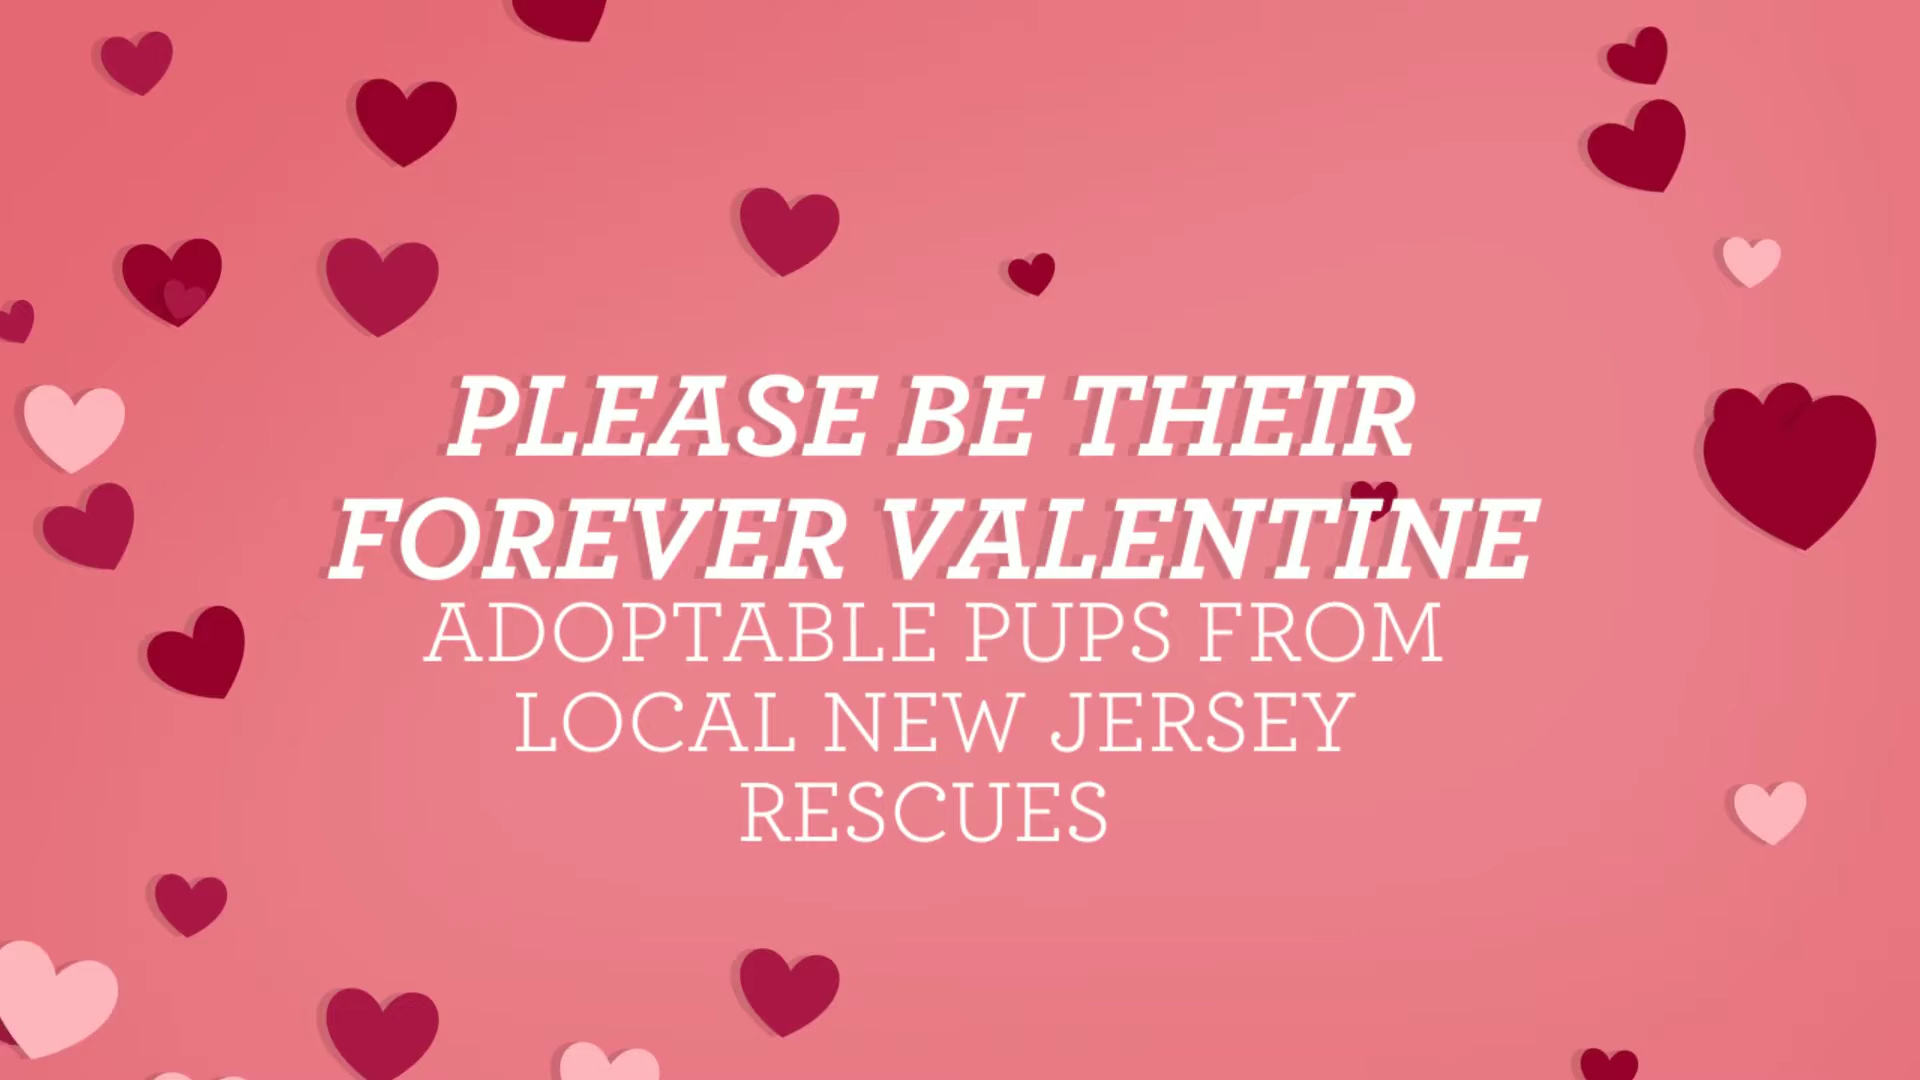 PLEASE BE THEIR
FOREVER VALENTINE
ADOPTABLE PUPS FROM
LOCAL NEW JERSEY
RESCUES